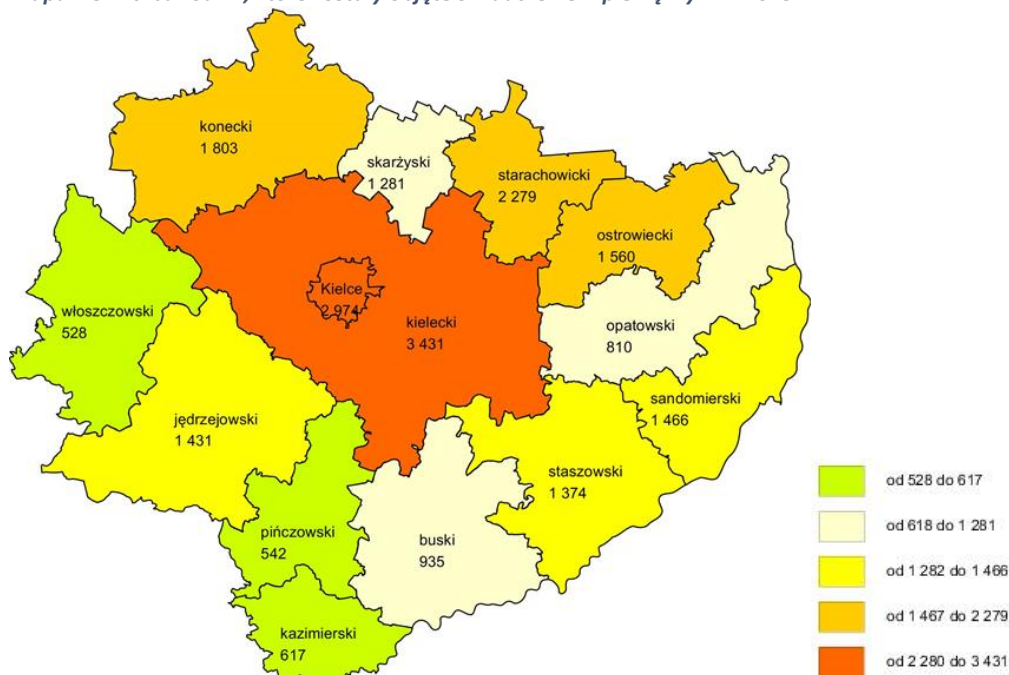 konecki
1 803
skarżyski
1 281
starachowicki
2 279
ostrowiecki
1 560
Kielce
2 974
włoszczowski
528
kielecki
3 431
opatowski
810
jędrzejowski
1 431
sandomierski
1 466
staszowski
1 374
pińczowski
542
buski
935
kazimierski
617
od 528 do 617
od 618 do 1 281
od 1 282 do 1 466
od 1 467 do 2 279
od 2 280 do 3 431